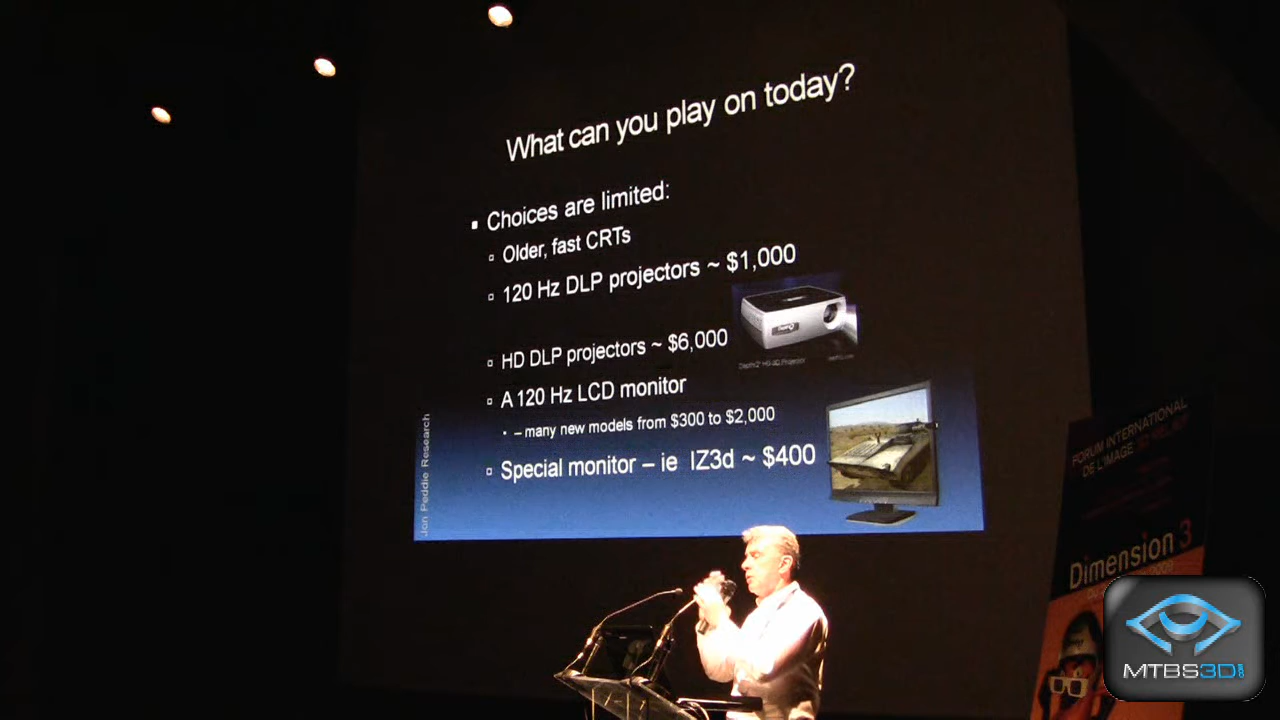 What can you play on today?
▪ Choices are limited:
▫ Older, fast CRTs
▫ 120 Hz DLP projectors ~ $1,000
▫ HD DLP projectors ~ $6,000
▫ A 120 Hz LCD monitor
• – many new models from $300 to $2,000
▫ Special monitor – ie IZ3d ~ $400
Jon Peddie Research
FORUM INTERNATIONAL
DE L'IMAGE
Dimension 3
MTBS3D